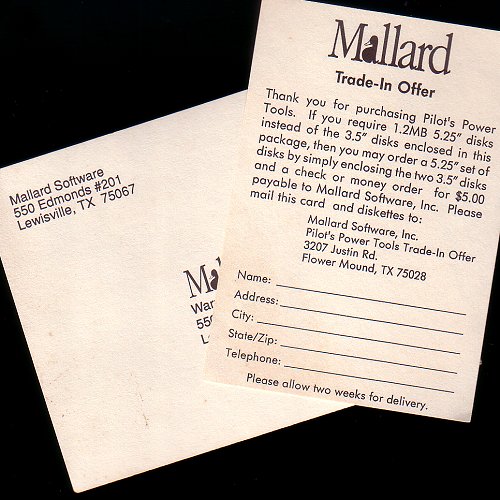 Mallard
Trade-In Offer
Thank you for purchasing Pilot's Power
Tools. If you require 1.2MB 5.25" disks
instead of the 3.5" disks enclosed in this
package, then you may order a 5.25" set of
disks by simply enclosing the two 3.5" disks
and a check or money order for $5.00
payable to Mallard Software, Inc. Please
mail this card and diskettes to:
Mallard Software, Inc.
Pilot's Power Tools Trade-In Offer
3207 Justin Rd.
Flower Mound, TX 75028
Name:
Address:
City:
State/Zip:
Telephone:
Please allow two weeks for delivery.
Mallard Software
550 Edmonds #201
Lewisville, TX 75067
Ma
War
55
L